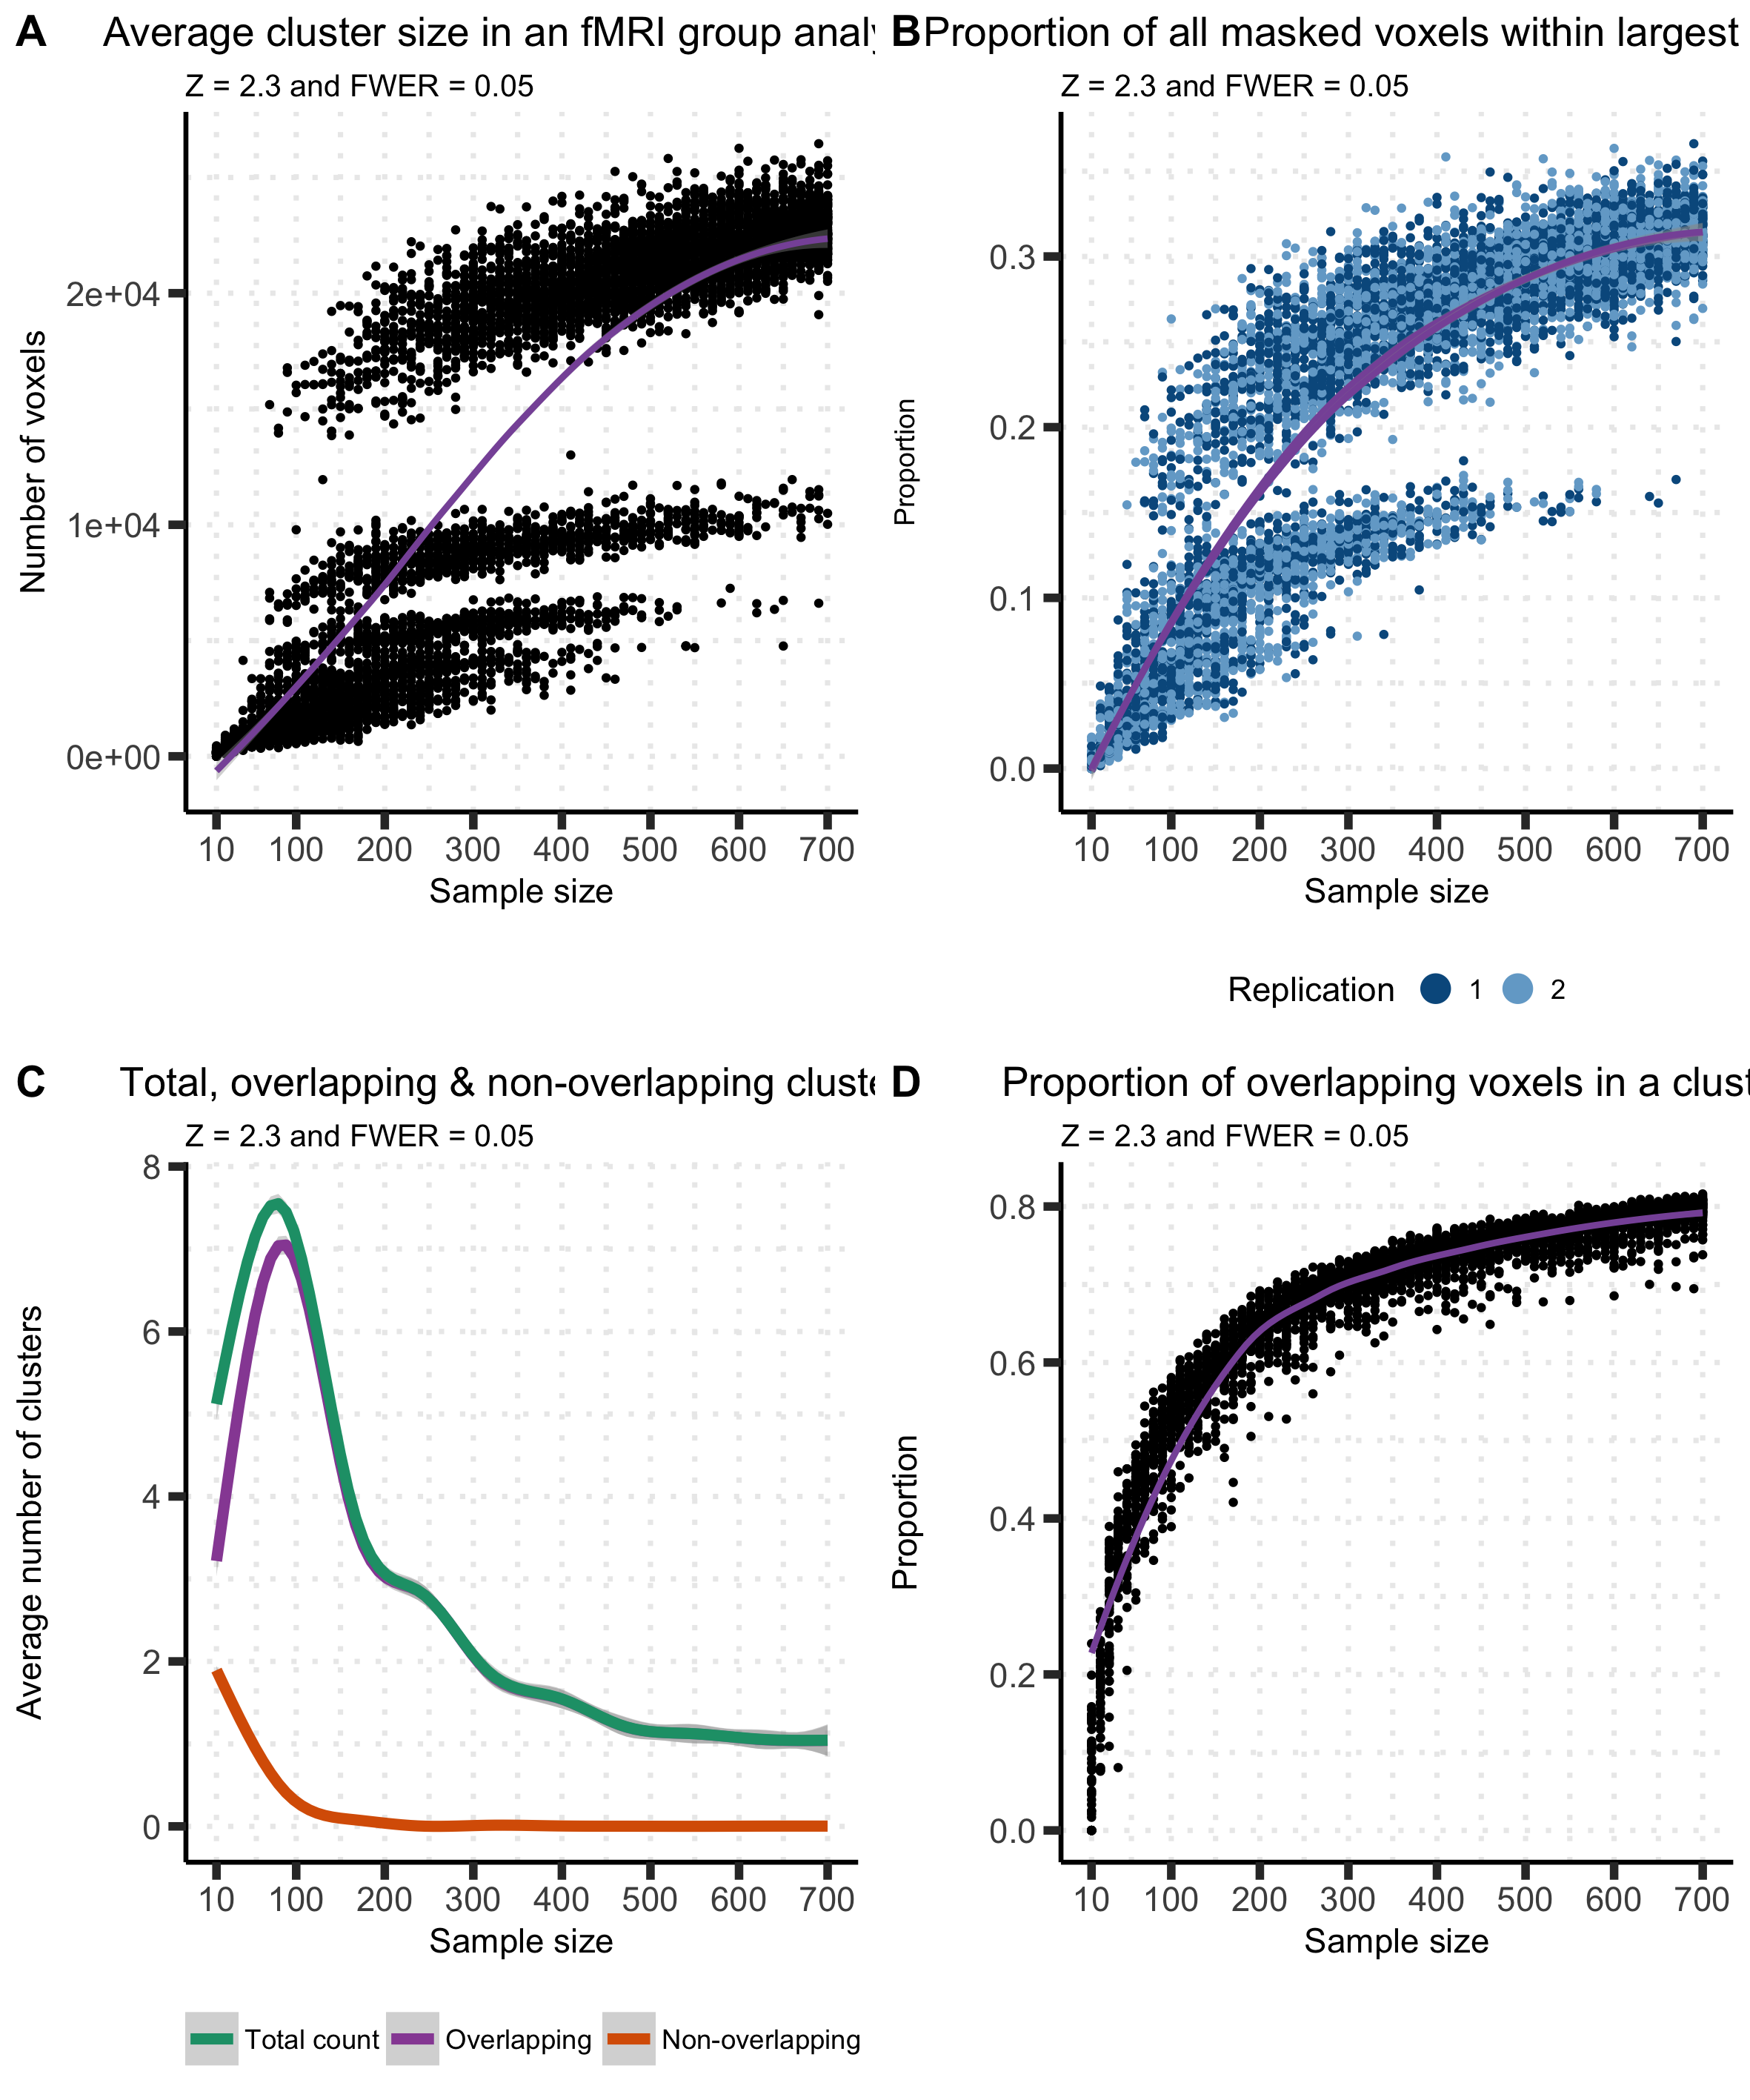 A
Average cluster size in an fMRI group anal
Z = 2.3 and FWER = 0.05
Number of voxels
2e+04
1e+04
0e+00
10 100 200 300 400 500 600 700
Sample size
B
Proportion of all masked voxels within largest
Z = 2.3 and FWER = 0.05
Proportion
0.3
0.2
0.1
0.0
10 100 200 300 400 500 600 700
Sample size
Replication 1 2
C
Total, overlapping & non-overlapping cluste
Z = 2.3 and FWER = 0.05
Average number of clusters
8
6
4
2
0
10 100 200 300 400 500 600 700
Sample size
Total count Overlapping Non-overlapping
D
Proportion of overlapping voxels in a clust
Z = 2.3 and FWER = 0.05
Proportion
0.8
0.6
0.4
0.2
0.0
10 100 200 300 400 500 600 700
Sample size